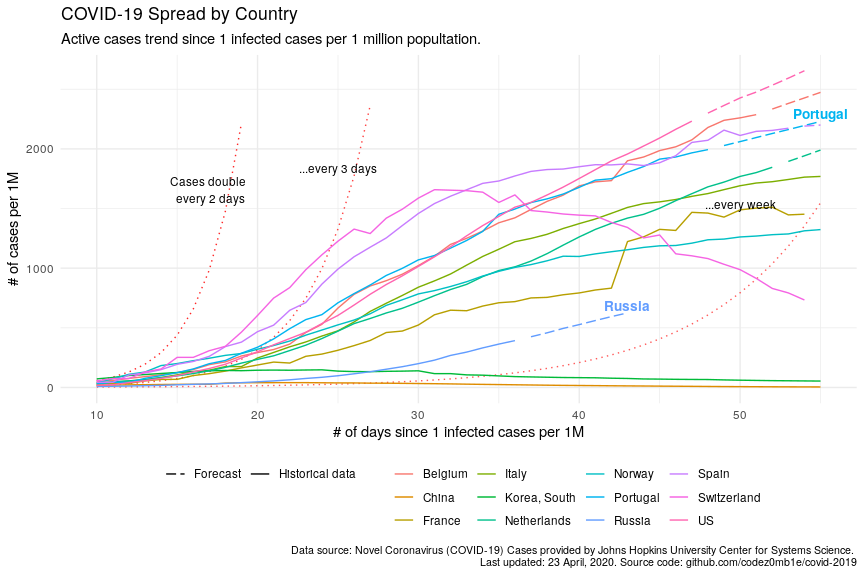 COVID-19 Spread by Country
Active cases trend since 1 infected cases per 1 million popultation.
# of cases per 1M
2000
1000
0
Cases double
every 2 days
...every 3 days
...every week
Portugal
Russia
10 20 30 40 50
# of days since 1 infected cases per 1M
Forecast Historical data
Belgium Italy Norway Spain
China Korea, South Portugal Switzerland
France Netherlands Russia US
Data source: Novel Coronavirus (COVID-19) Cases provided by Johns Hopkins University Center for Systems Science.
Last updated: 23 April, 2020. Source code: github.com/codez0mb1e/covid-2019